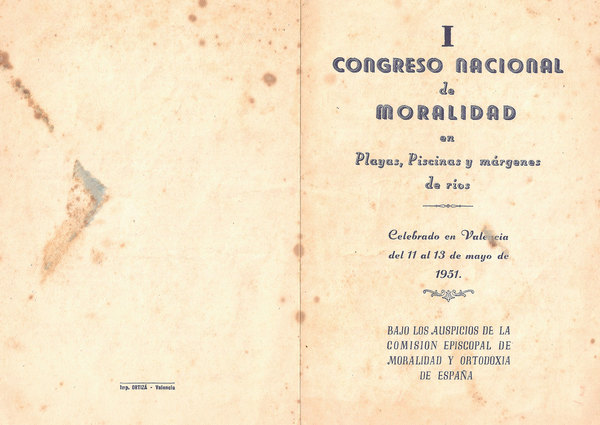 I
CONGRESO NACIONAL
de
MORALIDAD
en
Playas, Piscinas y márgenes
de ríos
Celebrado en Valencia
del 11 al 13 de mayo de
1951.
BAJO LOS AUSPICIOS DE LA
COMISION EPISCOPAL DE
MORALIDAD Y ORTODOXIA
DE ESPAÑA
Imp. ORTIZÁ - Valencia